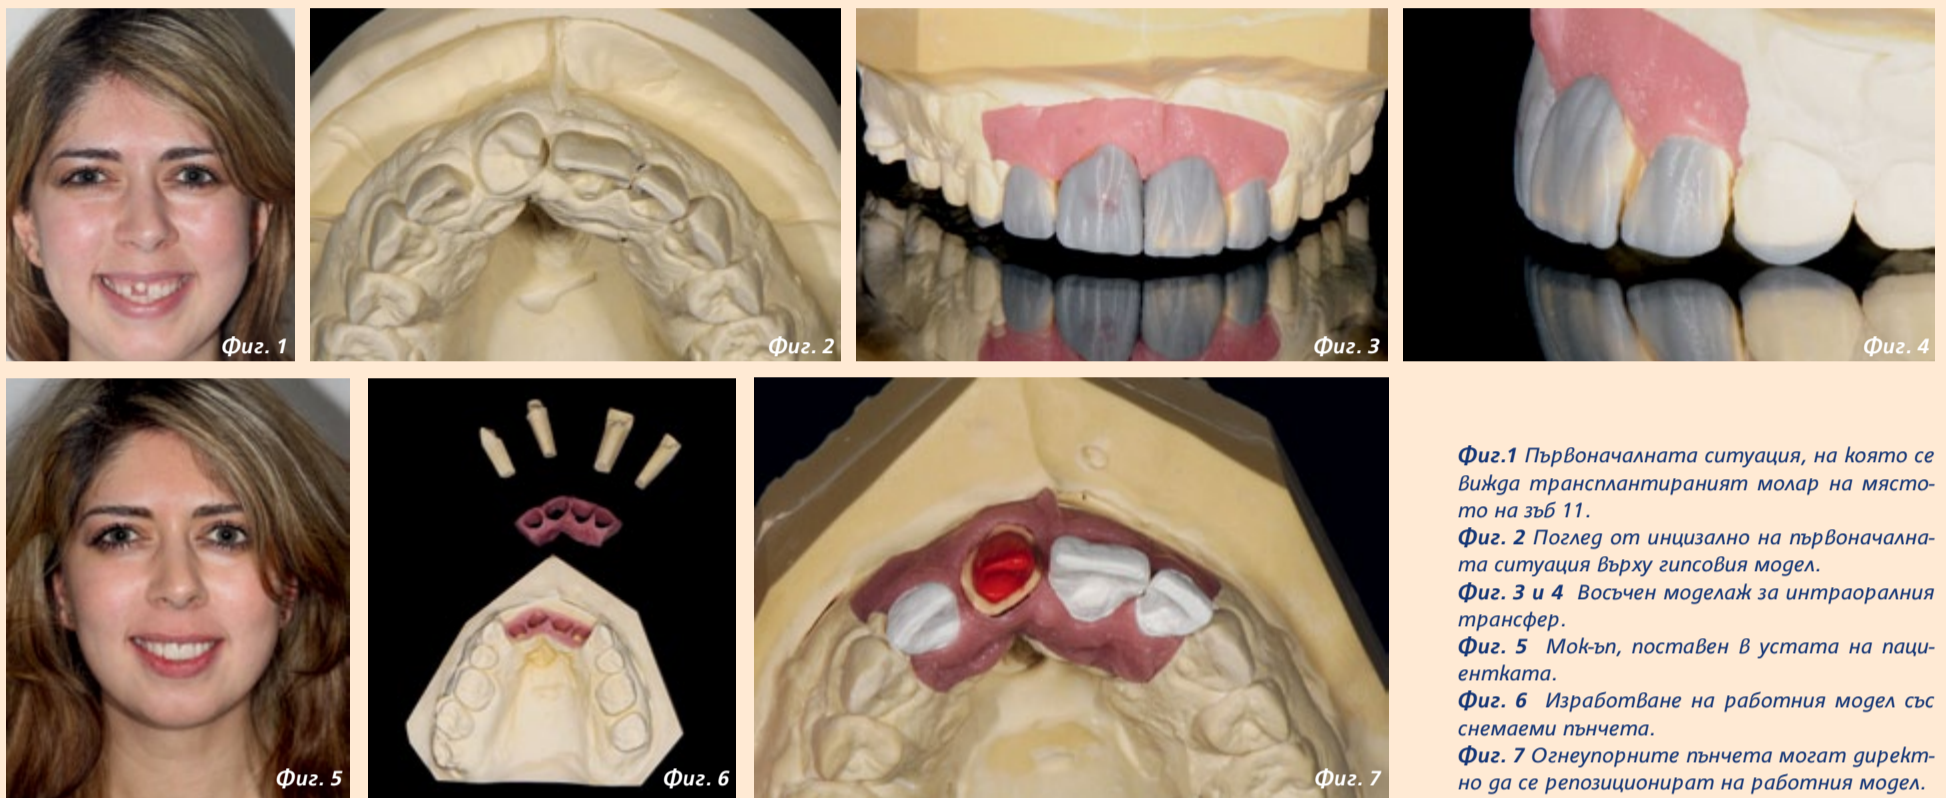 Фиг. 1
Фиг. 2
Фиг. 3
Фиг. 4
Фиг. 5
Фиг. 6
Фиг. 7
Фиг.1 Първоначалната ситуация, на която се
вижда трансплантираният молар на място-
то на зъб 11.
Фиг. 2 Поглед от инцизално на първоначална-
та ситуация върху гипсовия модел.
Фиг. 3 и 4 Восъчен моделаж за интраоралния
трансфер.
Фиг. 5 Мок-ъп, поставен в устата на паци-
ентката.
Фиг. 6 Изработване на работния модел със
снемаеми пънчета.
Фиг. 7 Огнеупорните пънчета могат директ-
но да се репозиционират на работния модел.